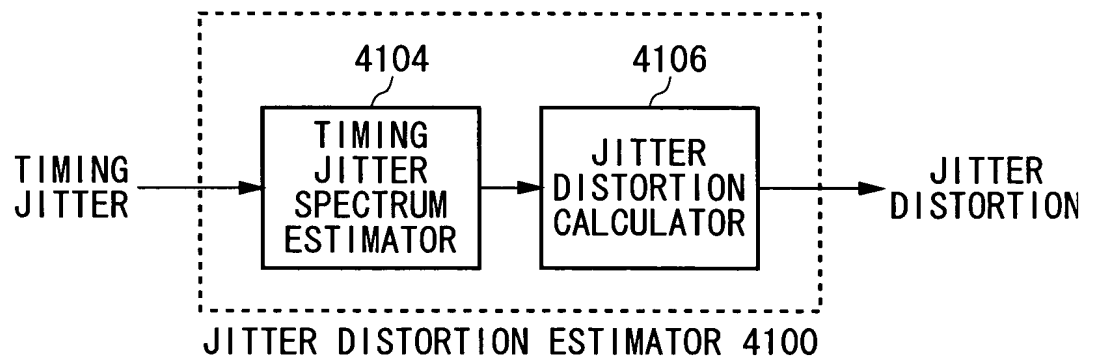 4104
4106
TIMING
JITTER
TIMING
JITTER
SPECTRUM
ESTIMATOR
JITTER
DISTORTION
CALCULATOR
JITTER
DISTORTION
JITTER DISTORTION ESTIMATOR 4100